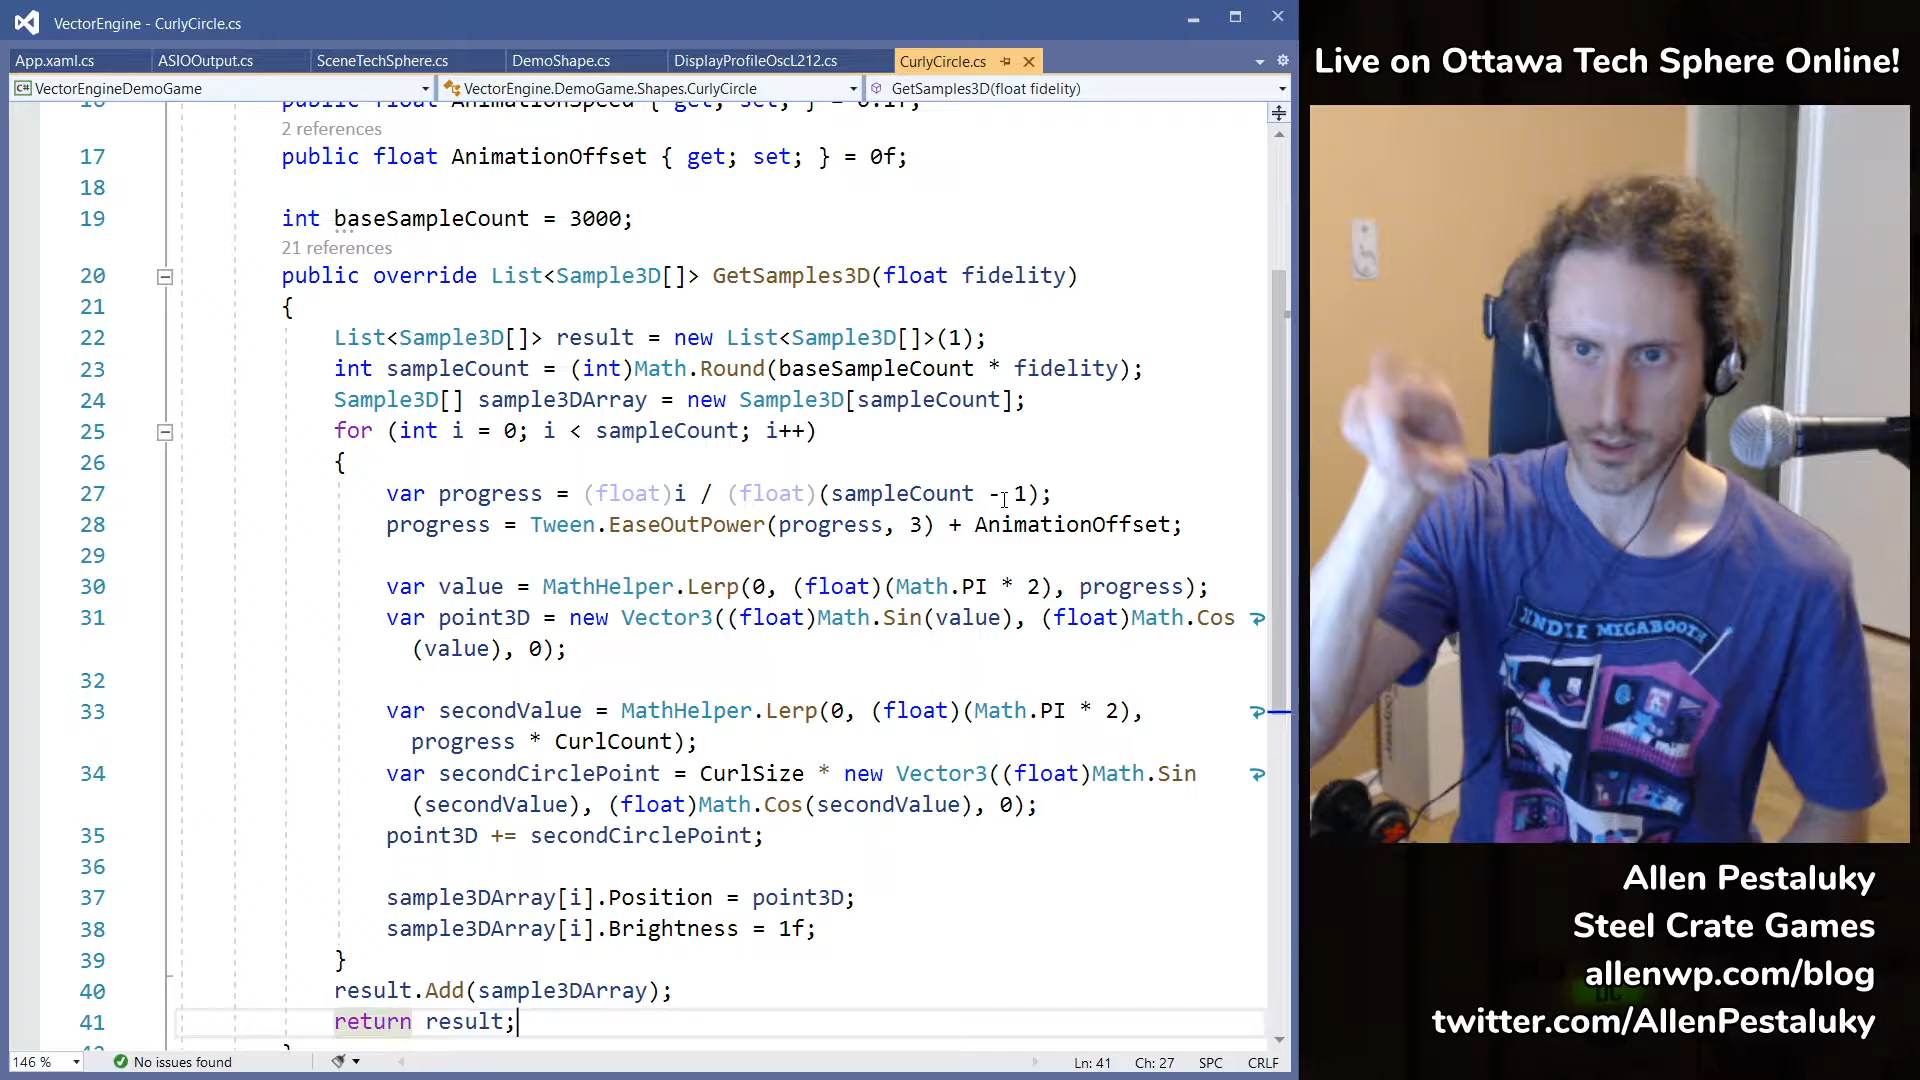 VectorEngine - CurlyCircle.cs
App.xaml.cs
ASIOOutput.cs
SceneTechSphere.cs
DemoShape.cs
DisplayProfileOscL212.cs
CurlyCircle.cs
VectorEngineDemoGame
VectorEngine.DemoGame.Shapes.CurlyCircle
GetSamples3D(float fidelity)
public float AnimationSpeed { get; set; } = 0.1f;
2 references
17 public float AnimationOffset { get; set; } = 0f;
18
19 int baseSampleCount = 3000;
21 references
20 public override List<Sample3D[]> GetSamples3D(float fidelity)
21 {
22 List<Sample3D[]> result = new List<Sample3D[]>(1);
23 int sampleCount = (int)Math.Round(baseSampleCount * fidelity);
24 Sample3D[] sample3DArray = new Sample3D[sampleCount];
25 for (int i = 0; i < sampleCount; i++)
26 {
27 var progress = (float)i / (float)(sampleCount - 1);
28 progress = Tween.EaseOutPower(progress, 3) + AnimationOffset;
29
30 var value = MathHelper.Lerp(0, (float)(Math.PI * 2), progress);
31 var point3D = new Vector3((float)Math.Sin(value), (float)Math.Cos
(value), 0);
32
33 var secondValue = MathHelper.Lerp(0, (float)(Math.PI * 2),
progress * CurlCount);
34 var secondCirclePoint = CurlSize * new Vector3((float)Math.Sin
(secondValue), (float)Math.Cos(secondValue), 0);
35 point3D += secondCirclePoint;
36
37 sample3DArray[i].Position = point3D;
38 sample3DArray[i].Brightness = 1f;
39 }
40 result.Add(sample3DArray);
41 return result;
146 %
No issues found
Ln: 41
Ch: 27
SPC
CRLF
Live on Ottawa Tech Sphere Online!
INDIE MEGABOOTH
Allen Pestaluky
Steel Crate Games
allenwp.com/blog
twitter.com/AllenPestaluky